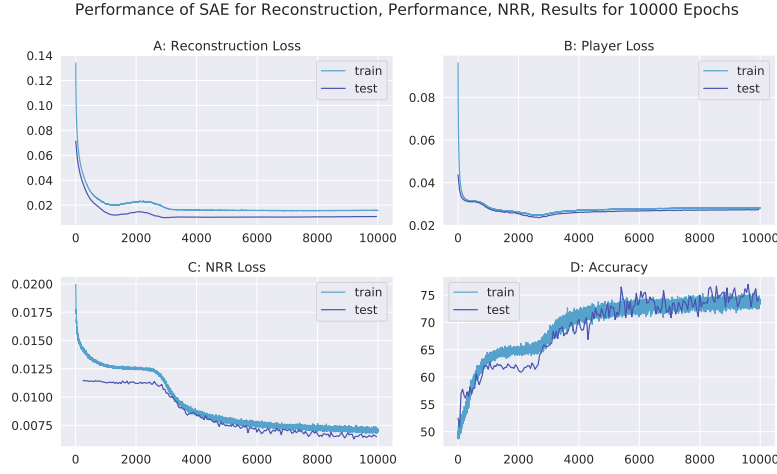 Performance of SAE for Reconstruction, Performance, NRR, Results for 10000 Epochs
A: Reconstruction Loss
0.14
0.12
0.10
0.08
0.06
0.04
0.02
train
test
0 2000 4000 6000 8000 10000
B: Player Loss
0.08
0.06
0.04
0.02
train
test
0 2000 4000 6000 8000 10000
C: NRR Loss
0.0200
0.0175
0.0150
0.0125
0.0100
0.0075
train
test
0 2000 4000 6000 8000 10000
D: Accuracy
75
70
65
60
55
50
train
test
0 2000 4000 6000 8000 10000